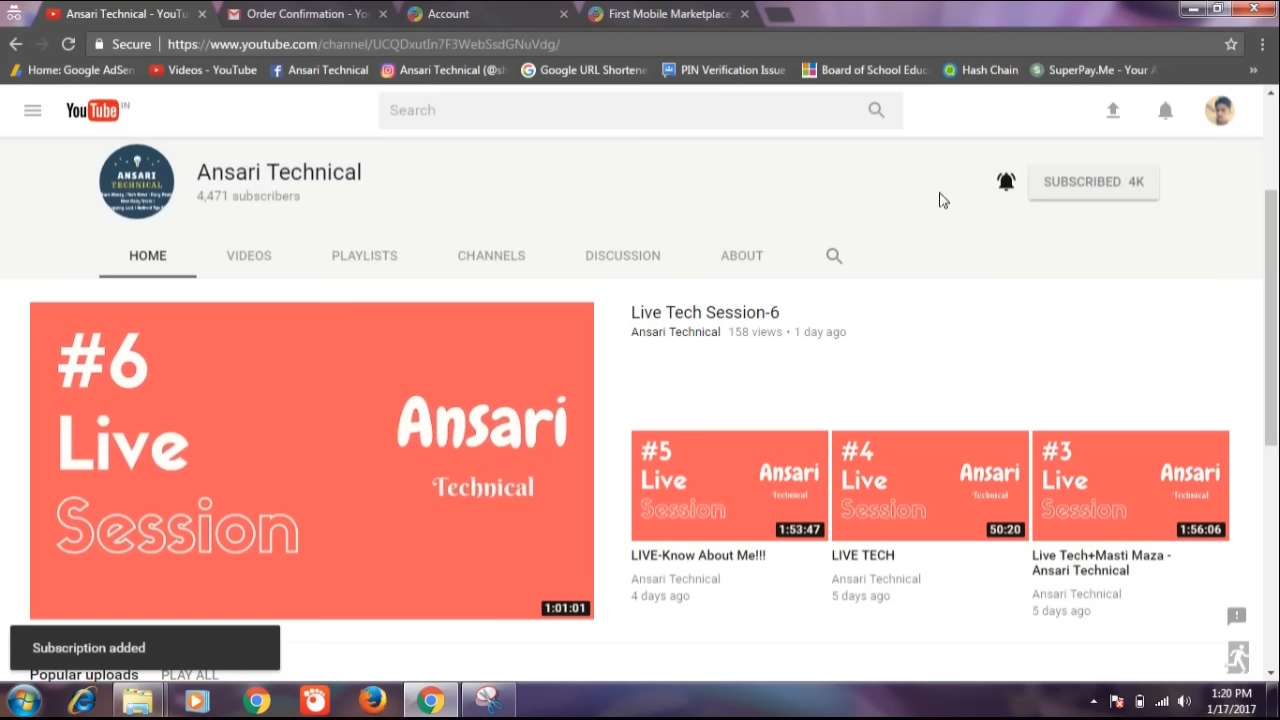 Ansari Technical - YouTu
Order Confirmation - Yo
Account
First Mobile Marketplace
Secure
https://www.youtube.com/channel/UCQDxutIn7F3WebSsdGNuVdg/
Home: Google AdSen
Videos - YouTube
Ansari Technical
Ansari Technical (@sh
Google URL Shortene
PIN Verification Issue
Board of School Educ
Hash Chain
SuperPay.Me - Your A
YouTube IN
Search
ANSARI
TECHNICAL
Ansari Technical
4,471 subscribers
SUBSCRIBED 4K
HOME
VIDEOS
PLAYLISTS
CHANNELS
DISCUSSION
ABOUT
#6
Live
Session
Ansari
Technical
1:01:01
Live Tech Session-6
Ansari Technical 158 views • 1 day ago
#5
Live
Session
Ansari
Technical
1:53:47
#4
Live
Session
Ansari
Technical
50:20
#3
Live
Session
Ansari
Technical
1:56:06
LIVE-Know About Me!!!
Ansari Technical
4 days ago
LIVE TECH
Ansari Technical
5 days ago
Live Tech+Masti Maza -
Ansari Technical
Ansari Technical
5 days ago
Subscription added
Popular uploads PLAY ALL
1:20 PM
1/17/2017